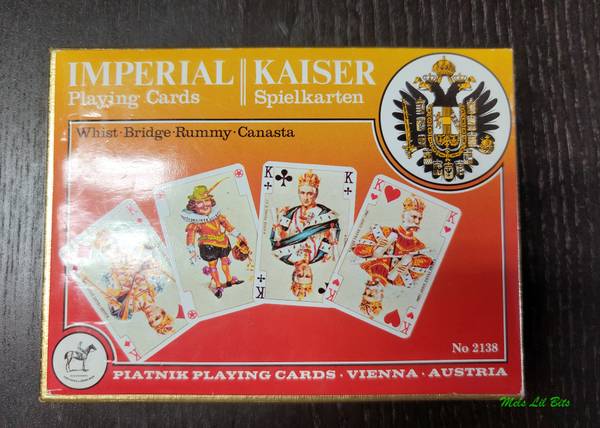 IMPERIAL KAISER
Playing Cards Spielkarten
Whist · Bridge · Rummy · Canasta
K
K
K
K
K
K
No 2138
PIATNIK PLAYING CARDS · VIENNA · AUSTRIA
Mels Lil Bits